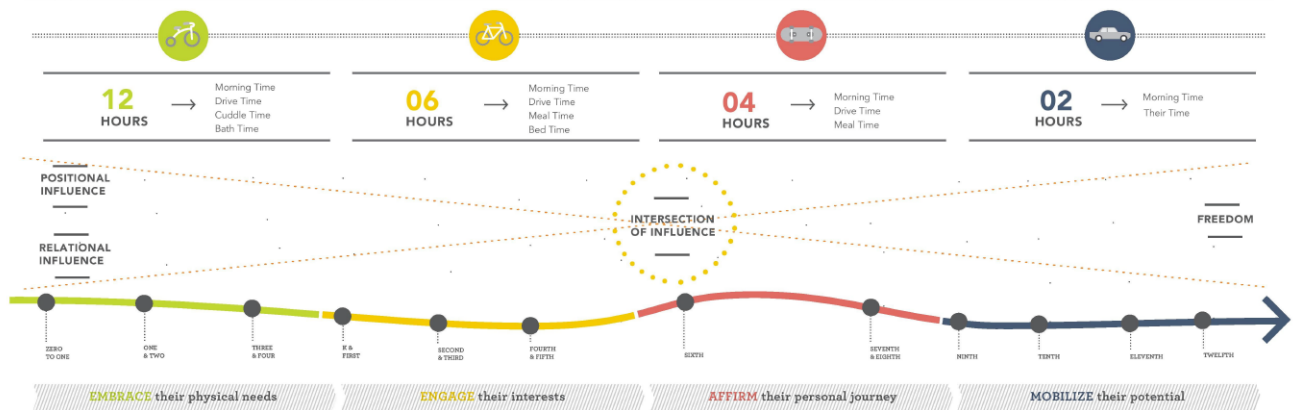 12
HOURS
Morning Time
Drive Time
Cuddle Time
Bath Time
06
HOURS
Morning Time
Drive Time
Meal Time
Bed Time
04
HOURS
Morning Time
Drive Time
Meal Time
02
HOURS
Morning Time
Their Time
POSITIONAL
INFLUENCE
RELATIONAL
INFLUENCE
INTERSECTION
OF INFLUENCE
FREEDOM
ZERO
TO ONE
ONE
& TWO
THREE
& FOUR
K &
FIRST
SECOND
& THIRD
FOURTH
& FIFTH
SIXTH
SEVENTH
& EIGHTH
NINTH
TENTH
ELEVENTH
TWELFTH
EMBRACE their physical needs
ENGAGE their interests
AFFIRM their personal journey
MOBILIZE their potential